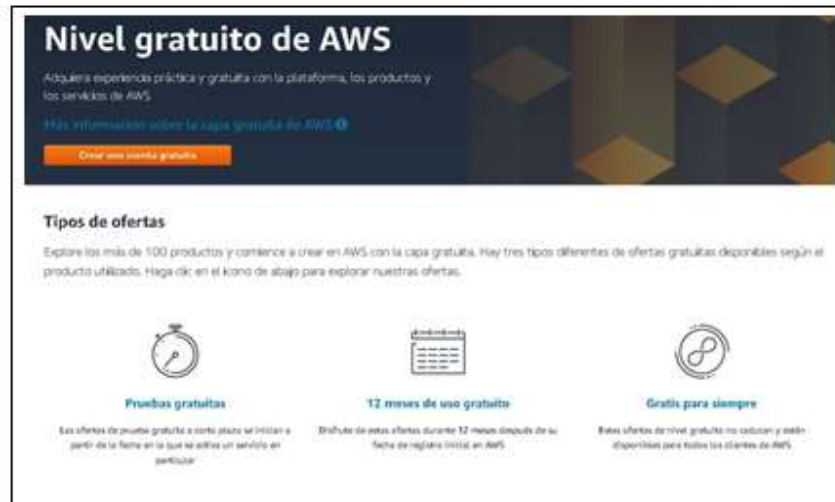 Nivel gratuito de AWS
Adquiera experiencia práctica y gratuita con la plataforma, los productos y
los servicios de AWS
Más información sobre la capa gratuita de AWS
Crear una cuenta gratuita
Tipos de ofertas
Explore los más de 100 productos y comience a crear en AWS con la capa gratuita. Hay tres tipos diferentes de ofertas gratuitas disponibles según el
producto utilizado. Haga clic en el icono de abajo para explorar nuestras ofertas.
Pruebas gratuitas
Las ofertas de prueba gratuita a corto plazo se inician a
partir de la fecha en la que se activa un servicio en
particular
12 meses de uso gratuito
Disfrute de estas ofertas durante 12 meses después de su
fecha de registro inicial en AWS
Gratis para siempre
Estas ofertas de nivel gratuito no caducan y están
disponibles para todos los clientes de AWS